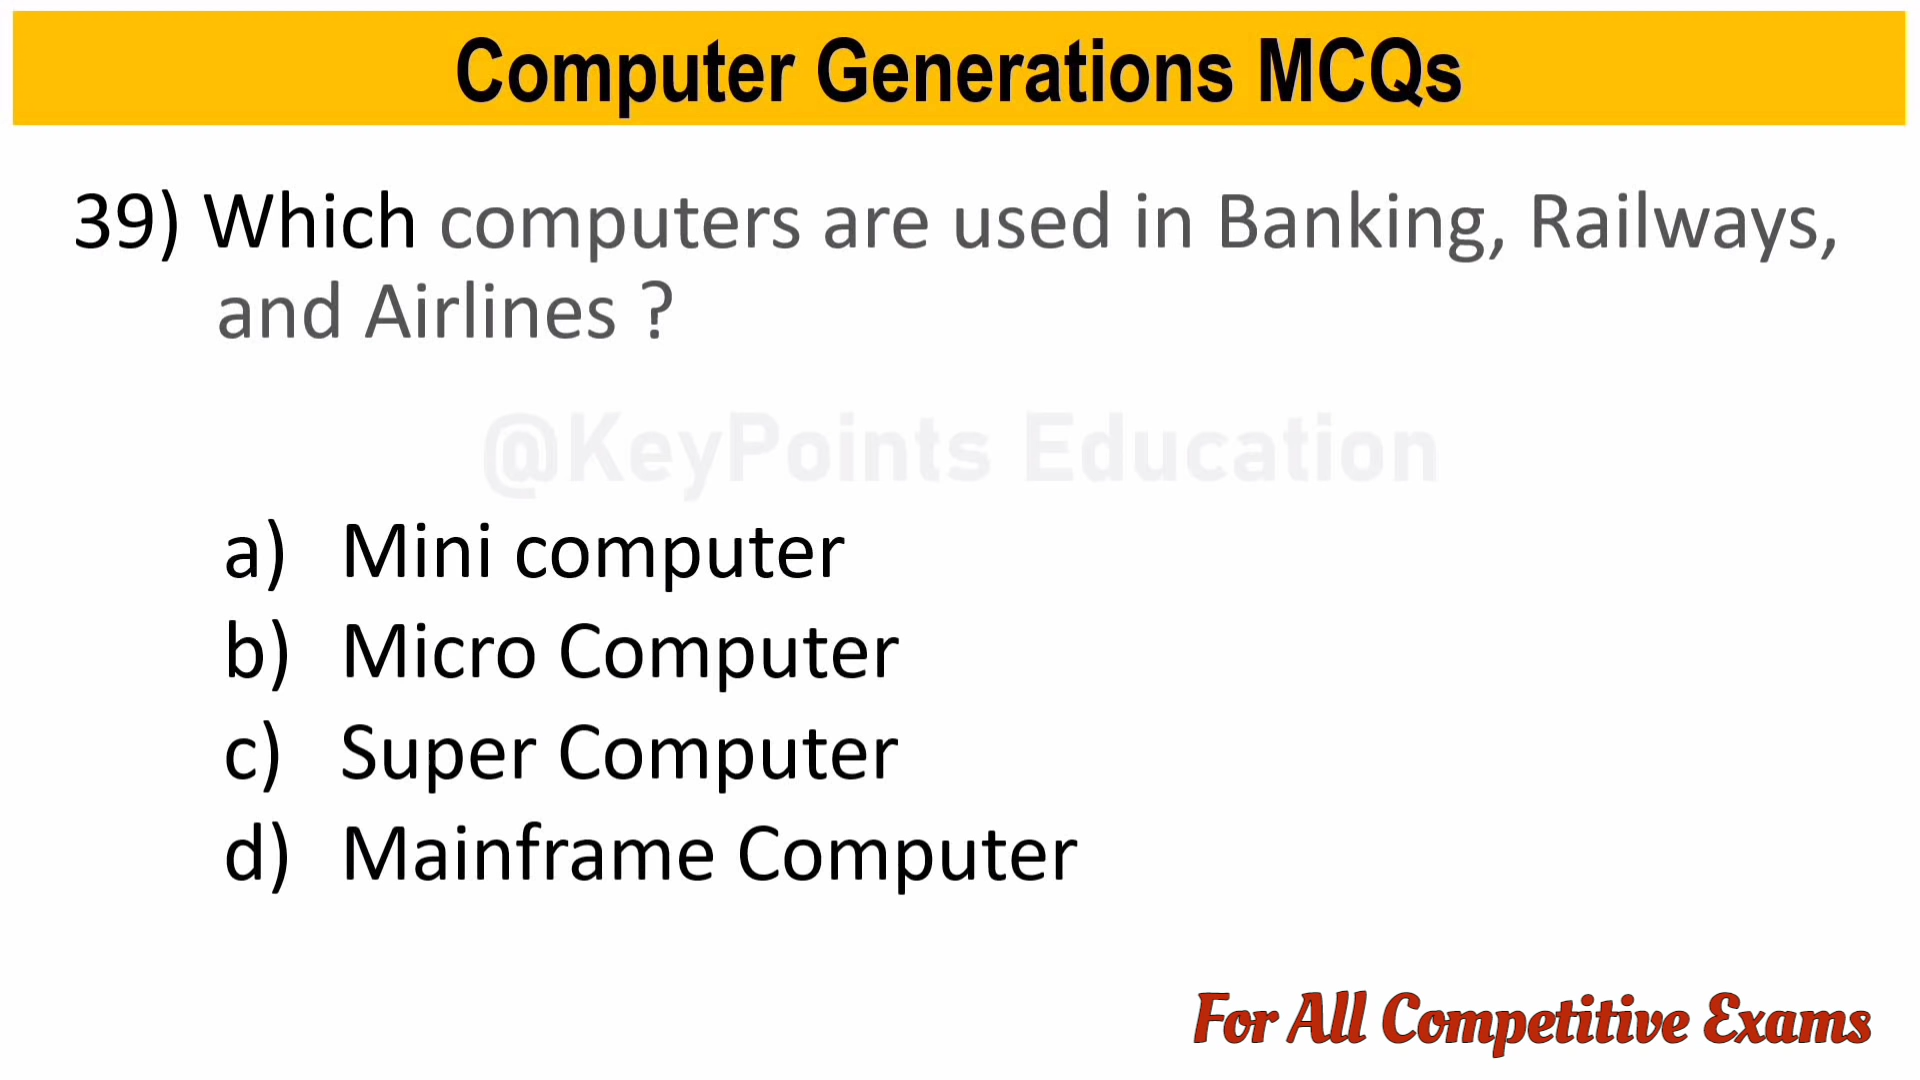 Computer Generations MCQs
39) Which computers are used in Banking, Railways,
and Airlines ?
@KeyPoints Education
a) Mini computer
b) Micro Computer
c) Super Computer
d) Mainframe Computer
For All Competitive Exams